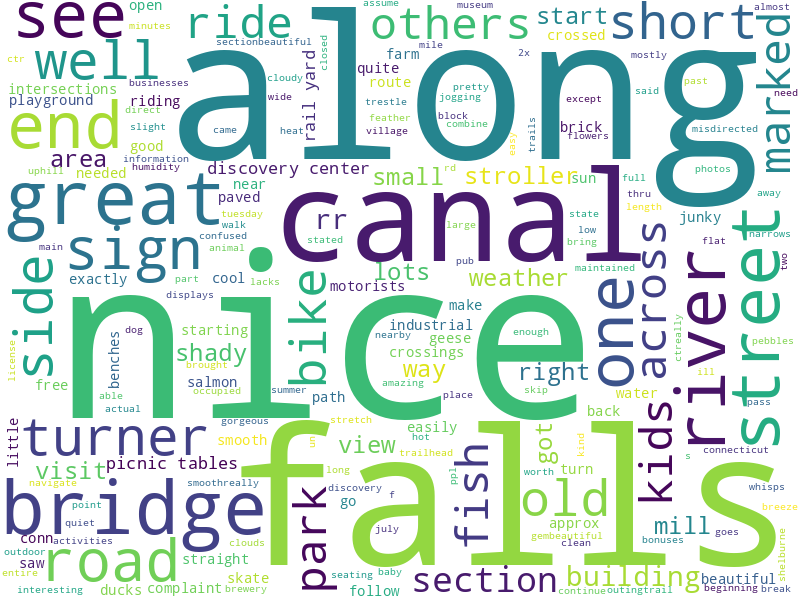 see
open
minutes
ride
sectionbeautiful
closed
assume
museum
others
start
crossed
short
almost
marked
ctr
well
intersections
businesses
playground
riding
direct
slight
came
along
cloudy
wide
rail yard
quite
farm
route
trestle
feather
combine
mile
pretty
jogging
block
village
2x
mostly
except
brick
flowers
said
past
need
misdirected
easy
trails
end
good
area
information
humidity
uphill
needed
heat
discovery center
near
paved
small
rd
stroller
sun
full
state
low
bring
thru
length
photos
away
great
tuesday
walk
confused
animal
main
sign
canal
rr
stated
large
pub
maintained
junky
flat
narrows
two
exactly
part
cool
lacks
displays
lots
motorists
weather
one
across
river
street
side
nice
bike
make
industrial
nearby
geese
crossings
enough
dog
benches
starting
shady
brought
free
able
actual
salmon
occupied
summer
gorgeous
path
amazing
way
place
skip
right
water
ctreally
pebbles
ill
pass
license
little
turner
smooth
stretch
un
view
easily
hot
trailhead
got
back
kids
worth
turn
kind
s
connecticut
visit
picnic tables
navigate
smoothreally
long
discovery
ppl
fish
old
whisps
bridge
falls
conn
point
quiet
activities
park
go
f
july
approx
gembeautiful
clean
mill
bonuses
goes
breeze
shelburne
outdoor
saw
entire
road
clouds
straight
interesting
ducks
complaint
skate
brewery
seating
baby
follow
section
building
continue
outingtrail
beautiful
beginning
break